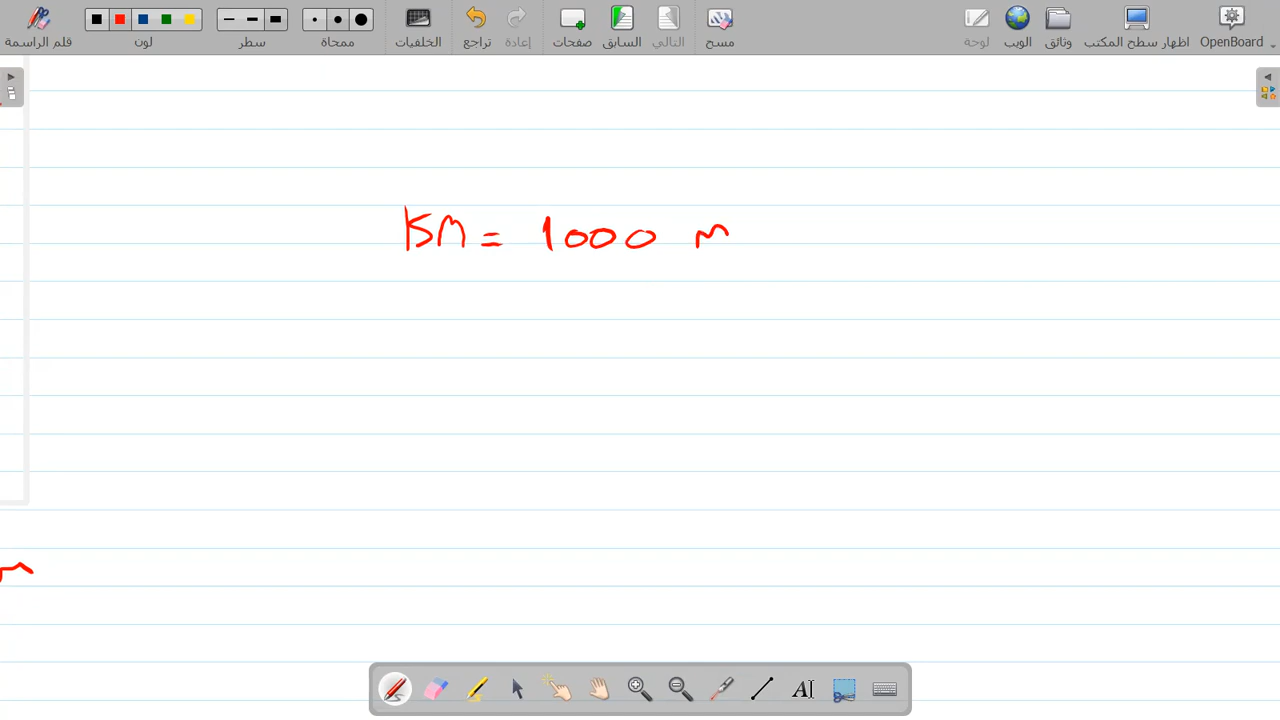 قلم الراسمة لون سطر ممحاة الخلفيات تراجع إعادة صفحات السابق التالي مسح لوحة الويب وثائق اظهار سطح المكتب OpenBoard
KM = 1000 m
m